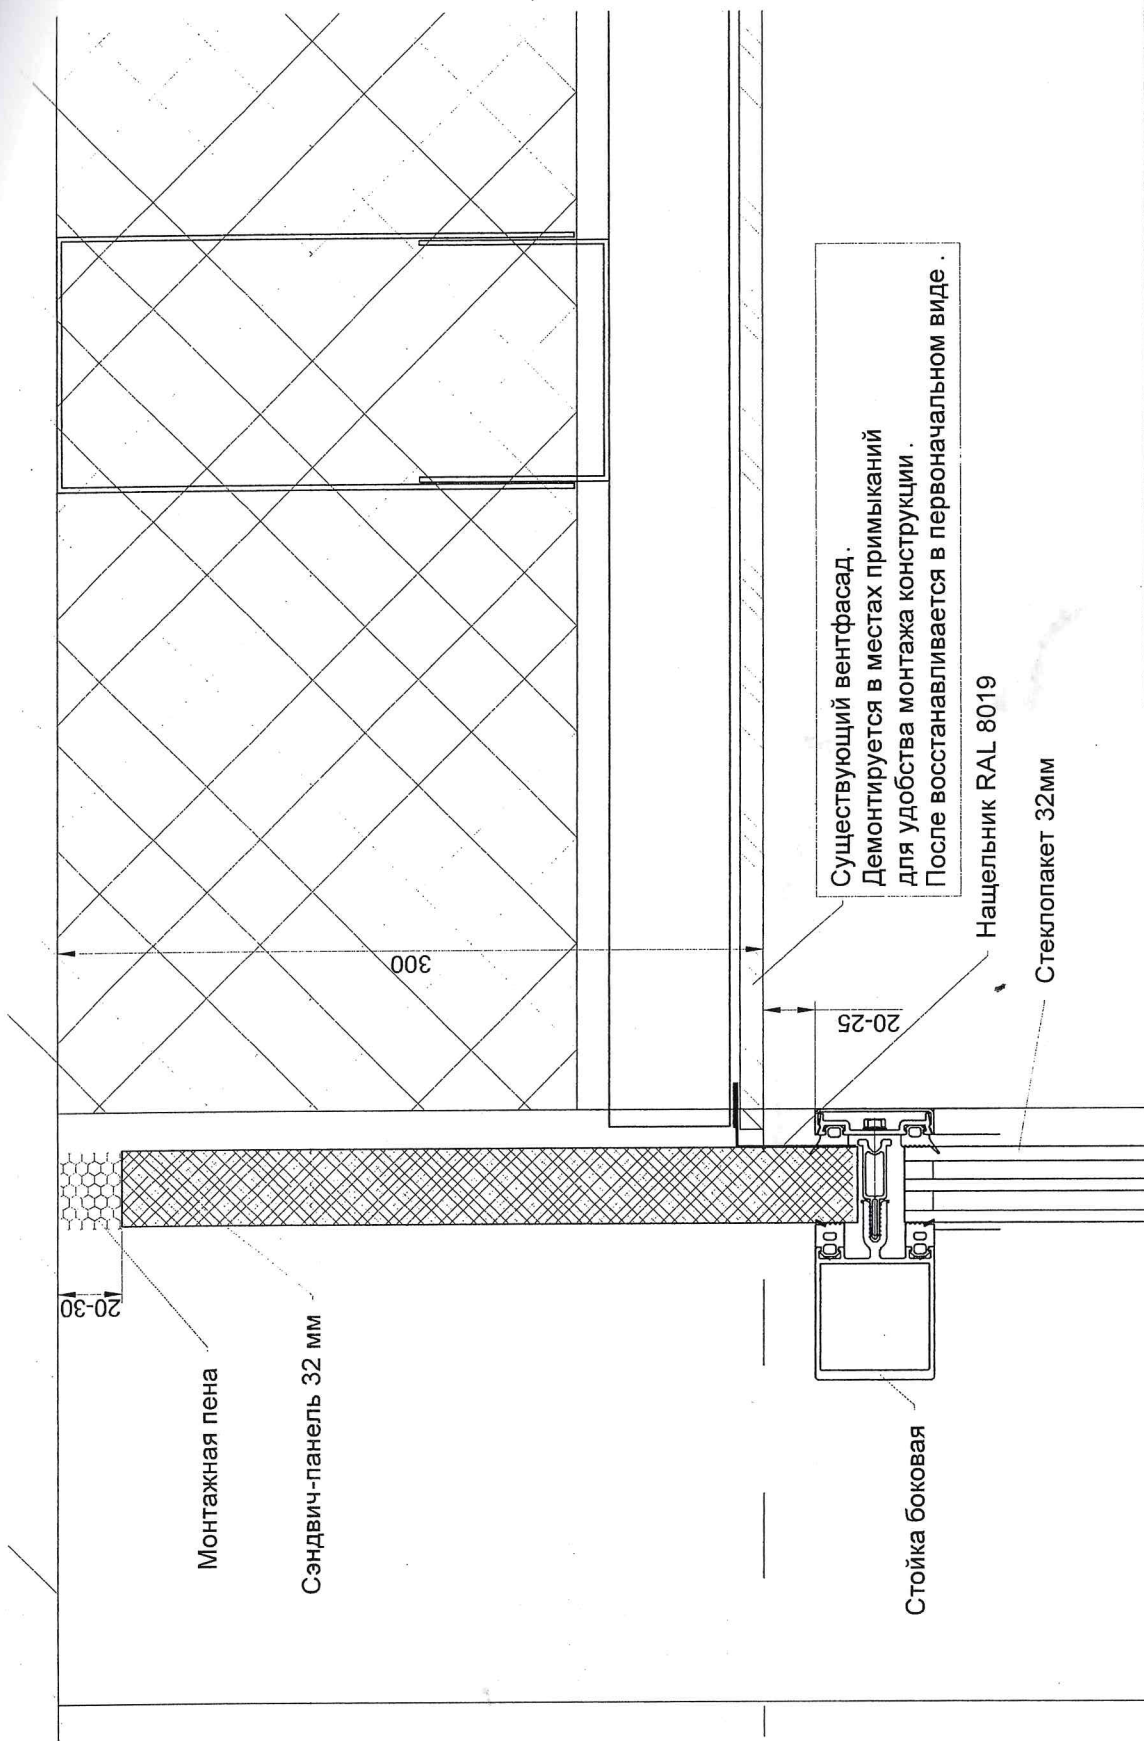 Монтажная пена
Сэндвич-панель 32 мм
20-30
300
20-25
Существующий вентфасад.
Демонтируется в местах примыканий
для удобства монтажа конструкции.
После восстанавливается в первоначальном виде.
Нащельник RAL 8019
Стеклопакет 32мм
Стойка боковая